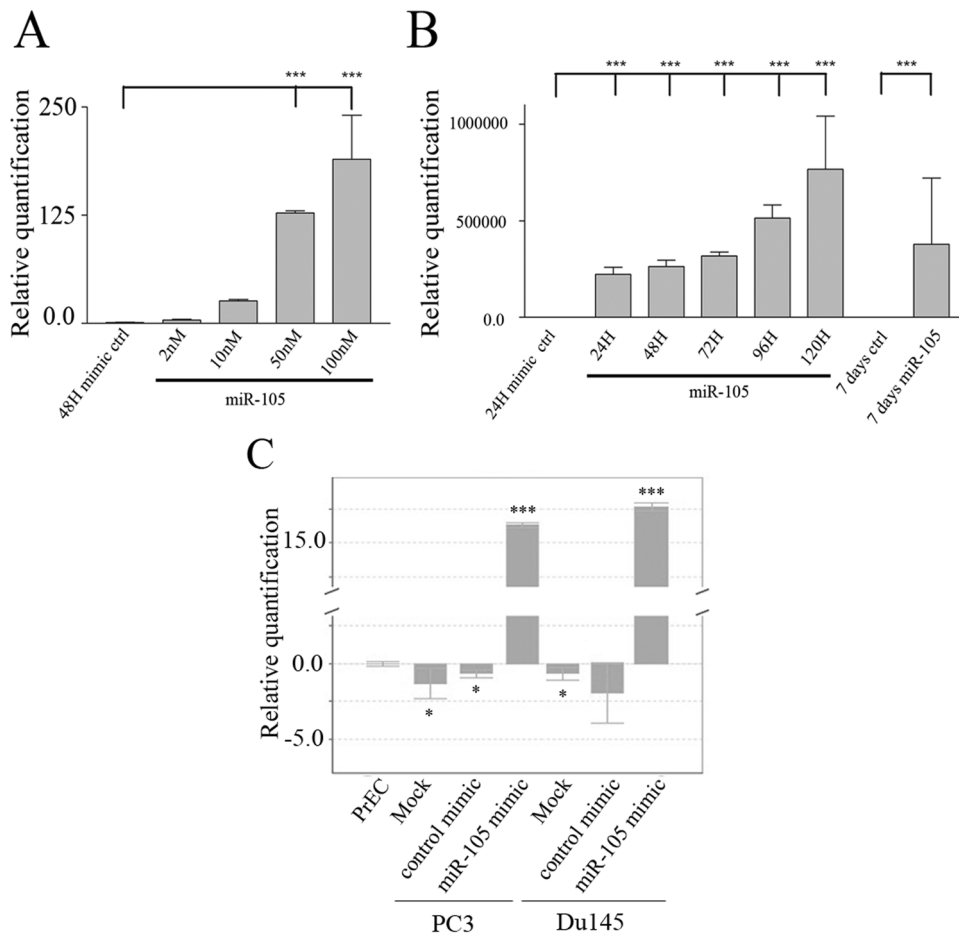 A
Relative quantification
*** ***
250
125
0.0
48H mimic ctrl
2nM
10nM
50nM
100nM
miR-105
B
Relative quantification
*** *** *** *** *** ***
1000000
500000
0.0
24H mimic ctrl
24H
48H
72H
96H
120H
7 days ctrl
7 days miR-105
miR-105
C
Relative quantification
***
***
15.0
0.0
-5.0
*
*
*
PrEC
Mock
control mimic
miR-105 mimic
Mock
control mimic
miR-105 mimic
PC3
Du145